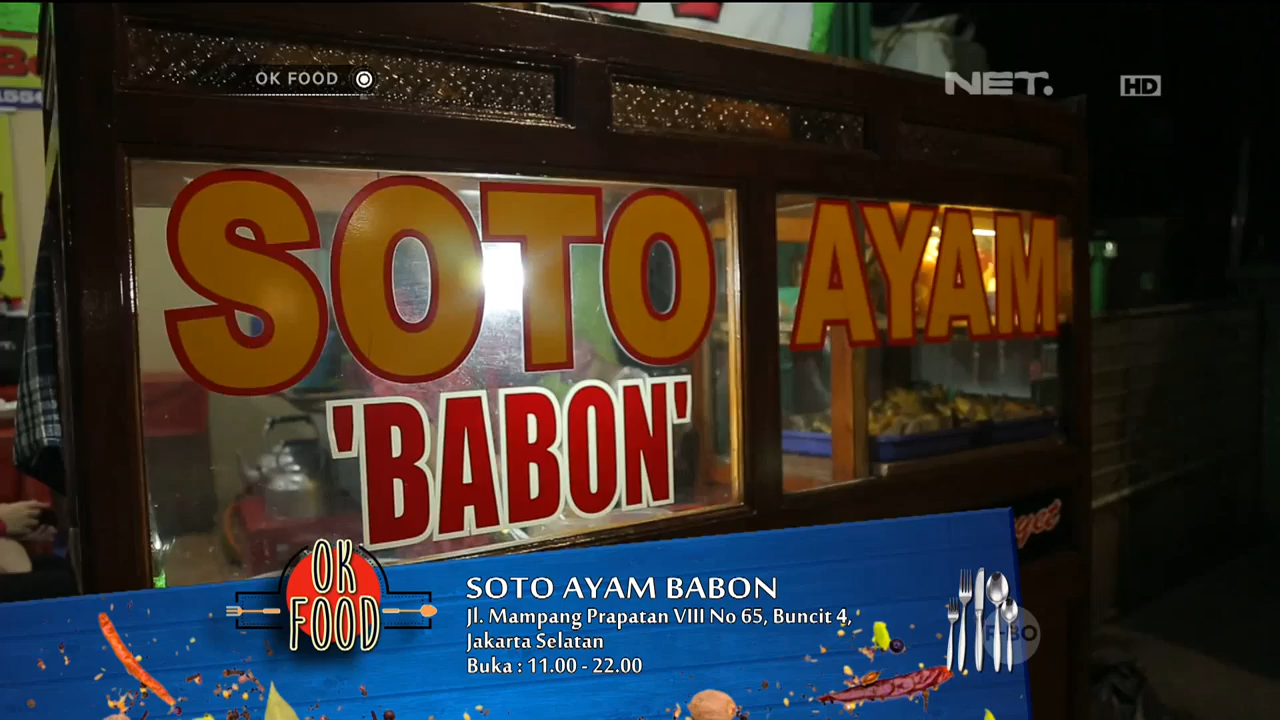 OK FOOD
NET.
HD
SOTO AYAM
'BABON'
OK
FOOD
SOTO AYAM BABON
Jl. Mampang Prapatan VIII No 65, Buncit 4,
Jakarta Selatan
Buka : 11.00 - 22.00
R-BO